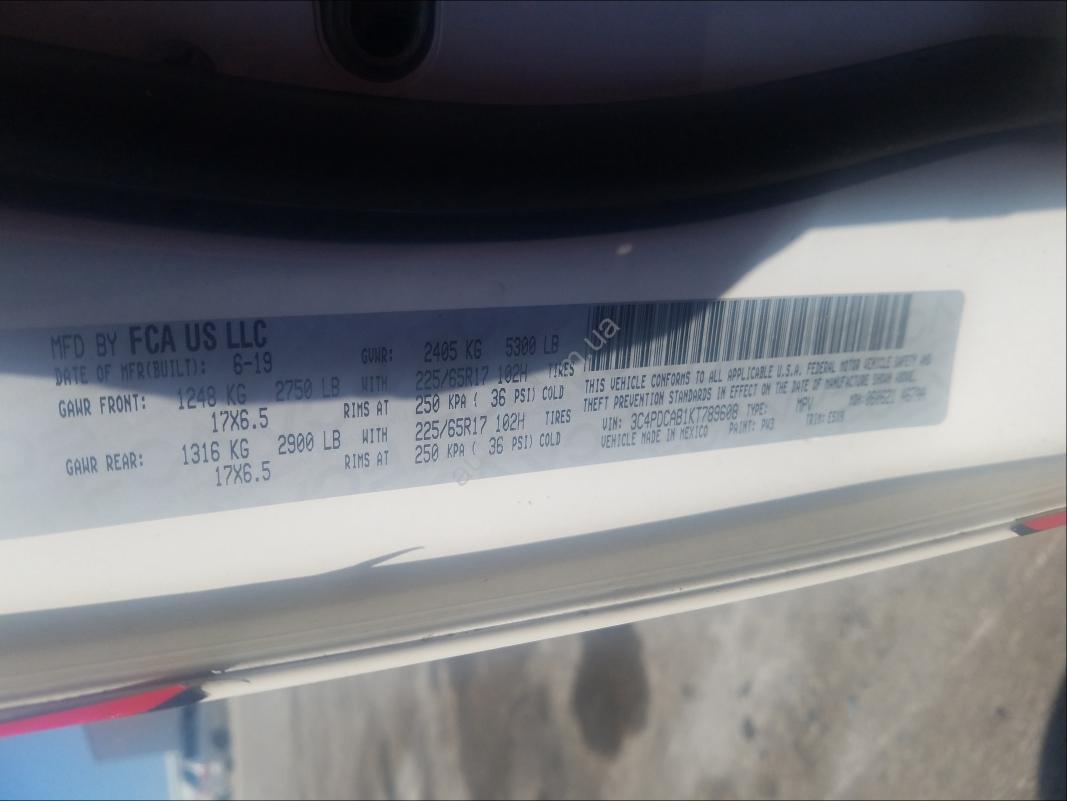 MFD BY FCA US LLC
DATE OF MFR(BUILT): 6-19
GVWR: 2405 KG 5300 LB
GAWR FRONT: 1248 KG 2750 LB WITH 225/65R17 102H TIRES
17X6.5 RIMS AT 250 KPA ( 36 PSI) COLD
GAWR REAR: 1316 KG 2900 LB WITH 225/65R17 102H TIRES
17X6.5 RIMS AT 250 KPA ( 36 PSI) COLD
THIS VEHICLE CONFORMS TO ALL APPLICABLE U.S.A. FEDERAL MOTOR VEHICLE SAFETY AND
THEFT PREVENTION STANDARDS IN EFFECT ON THE DATE OF MANUFACTURE SHOWN ABOVE.
VIN: 3C4PDCAB1KT789608 TYPE: MPV
VEHICLE MADE IN MEXICO PAINT: PW3 TRIM: